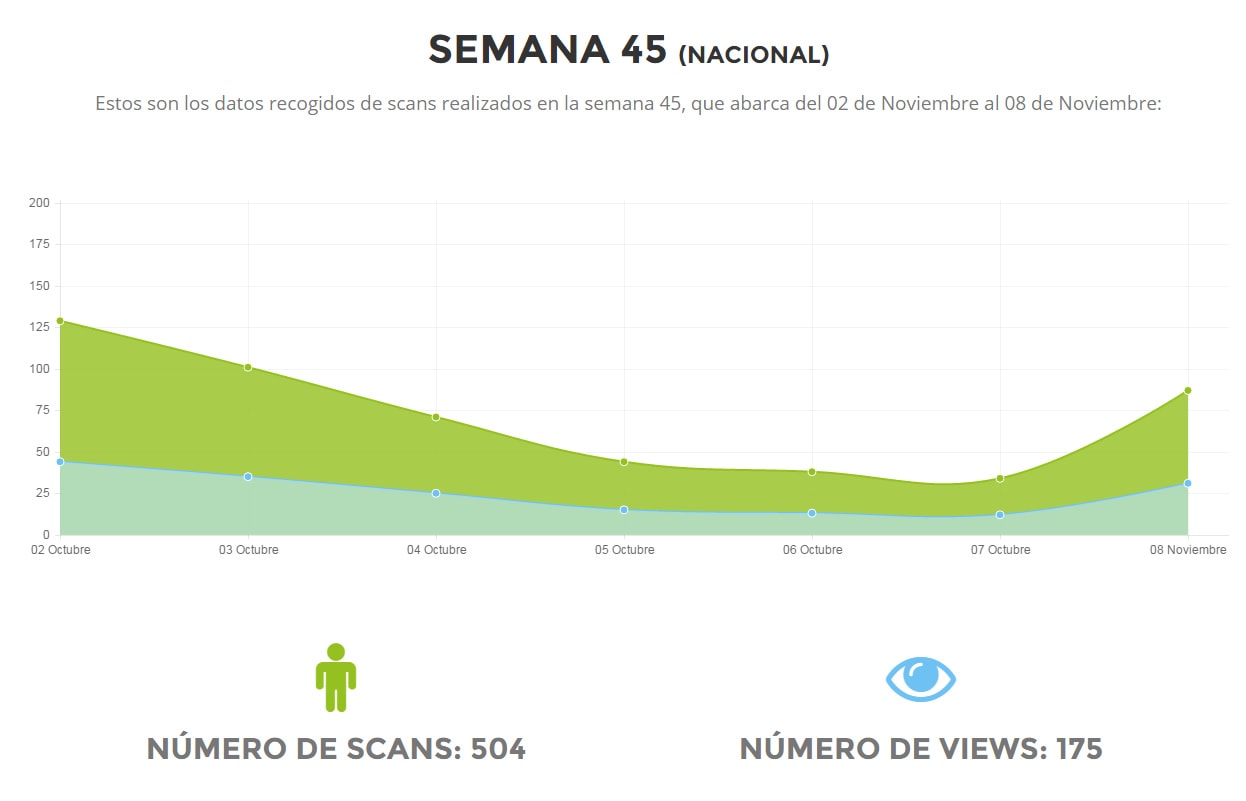 SEMANA 45 (NACIONAL)
Estos son los datos recogidos de scans realizados en la semana 45, que abarca del 02 de Noviembre al 08 de Noviembre:
200
175
150
125
100
75
50
25
0
02 Octubre 03 Octubre 04 Octubre 05 Octubre 06 Octubre 07 Octubre 08 Noviembre
NÚMERO DE SCANS: 504 NÚMERO DE VIEWS: 175